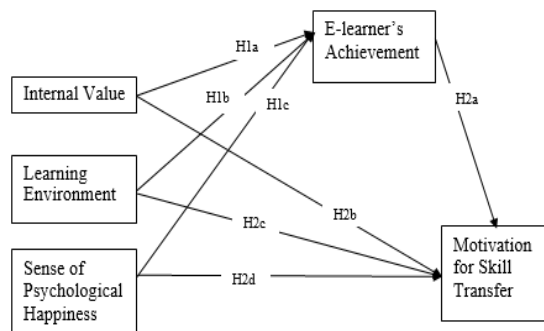 E-learner's
Achievement
H1a
Internal Value
H1b
H1c
H2a
Learning
Environment
H2b
H2c
Motivation
for Skill
Transfer
Sense of
Psychological
Happiness
H2d